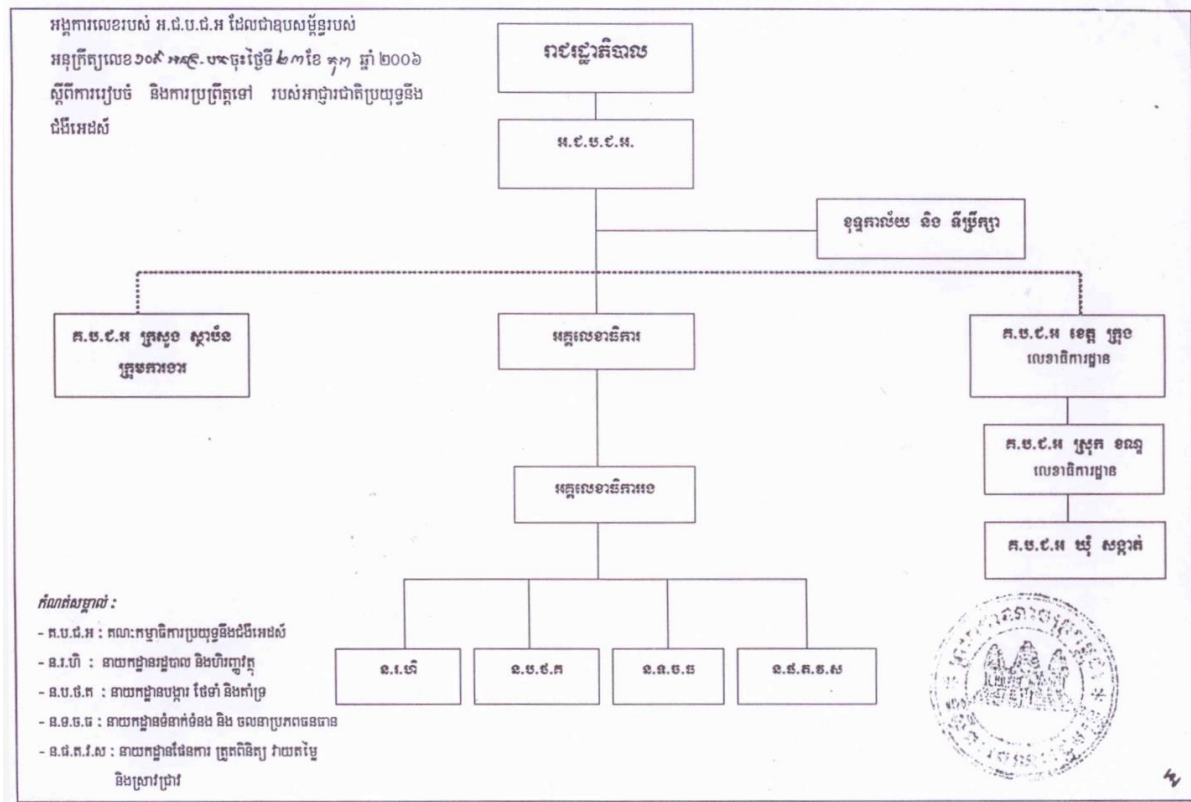 អង្គការលេខរបស់ អ.ជ.ប.ជ.អ ដែលជាឧបសម្ព័ន្ធរបស់
អនុក្រឹត្យលេខ ១០៩ អនក្រ.បក ចុះថ្ងៃទី ២៣ ខែ តុលា ឆ្នាំ ២០០៦
ស្តីពីការរៀបចំ និងការប្រព្រឹត្តទៅ របស់អាជ្ញាធរជាតិប្រយុទ្ធនឹង
ជំងឺអេដស៍
រាជរដ្ឋាភិបាល
អ.ជ.ប.ជ.អ.
ខុទ្ទកាល័យ និង ទីប្រឹក្សា
គ.ប.ជ.អ ក្រសួង ស្ថាប័ន
ក្រុមការងារ
អគ្គលេខាធិការ
គ.ប.ជ.អ ខេត្ត ក្រុង
លេខាធិការដ្ឋាន
គ.ប.ជ.អ ស្រុក ខណ្ឌ
លេខាធិការដ្ឋាន
អគ្គលេខាធិការរង
គ.ប.ជ.អ ឃុំ សង្កាត់
ន.រ.ហិ
ន.ប.ថ.គ
ន.ទ.ច.ធ
ន.ផ.ត.វ.ស
កំណត់សម្គាល់ :
- គ.ប.ជ.អ : គណៈកម្មាធិការប្រយុទ្ធនឹងជំងឺអេដស៍
- ន.រ.ហិ : នាយកដ្ឋានរដ្ឋបាល និងហិរញ្ញវត្ថុ
- ន.ប.ថ.គ : នាយកដ្ឋានបង្ការ ថែទាំ និងគាំទ្រ
- ន.ទ.ច.ធ : នាយកដ្ឋានទំនាក់ទំនង និង ចលនាប្រភពធនធាន
- ន.ផ.ត.វ.ស : នាយកដ្ឋានផែនការ ត្រួតពិនិត្យ វាយតម្លៃ
និងស្រាវជ្រាវ